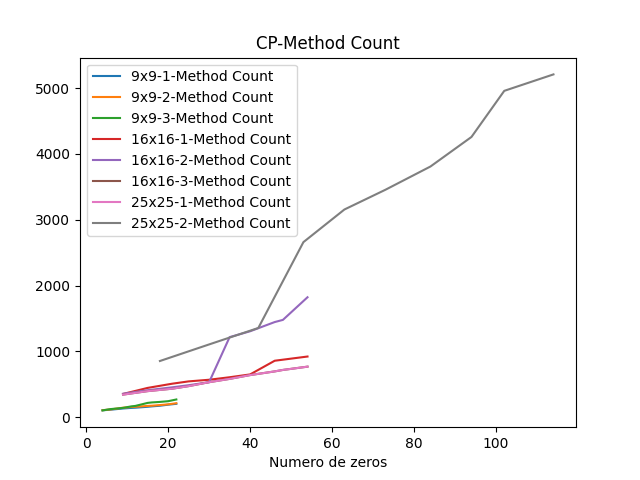 CP-Method Count
5000
4000
3000
2000
1000
0
9x9-1-Method Count
9x9-2-Method Count
9x9-3-Method Count
16x16-1-Method Count
16x16-2-Method Count
16x16-3-Method Count
25x25-1-Method Count
25x25-2-Method Count
0 20 40 60 80 100
Numero de zeros